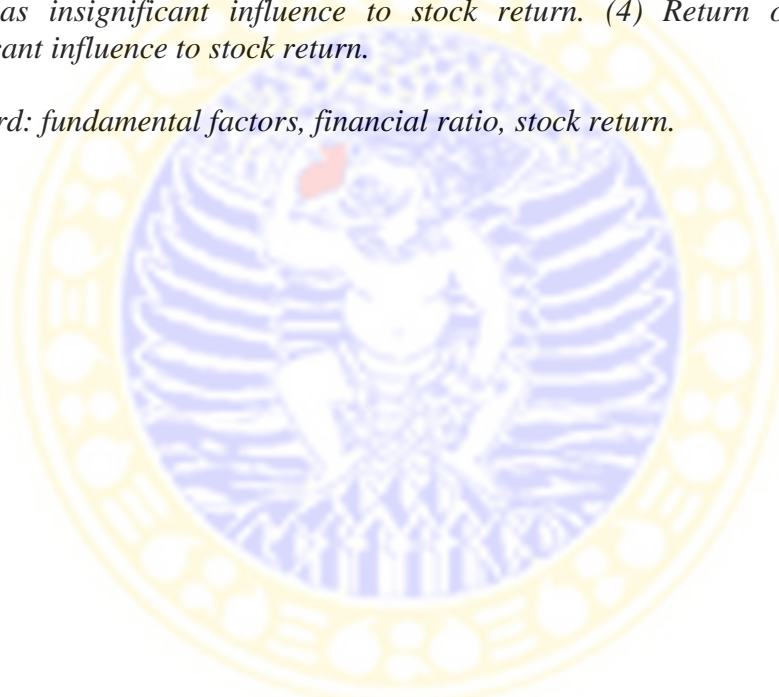 as insignificant influence to stock return. (4) Return o
cant influence to stock return.
rd: fundamental factors, financial ratio, stock return.